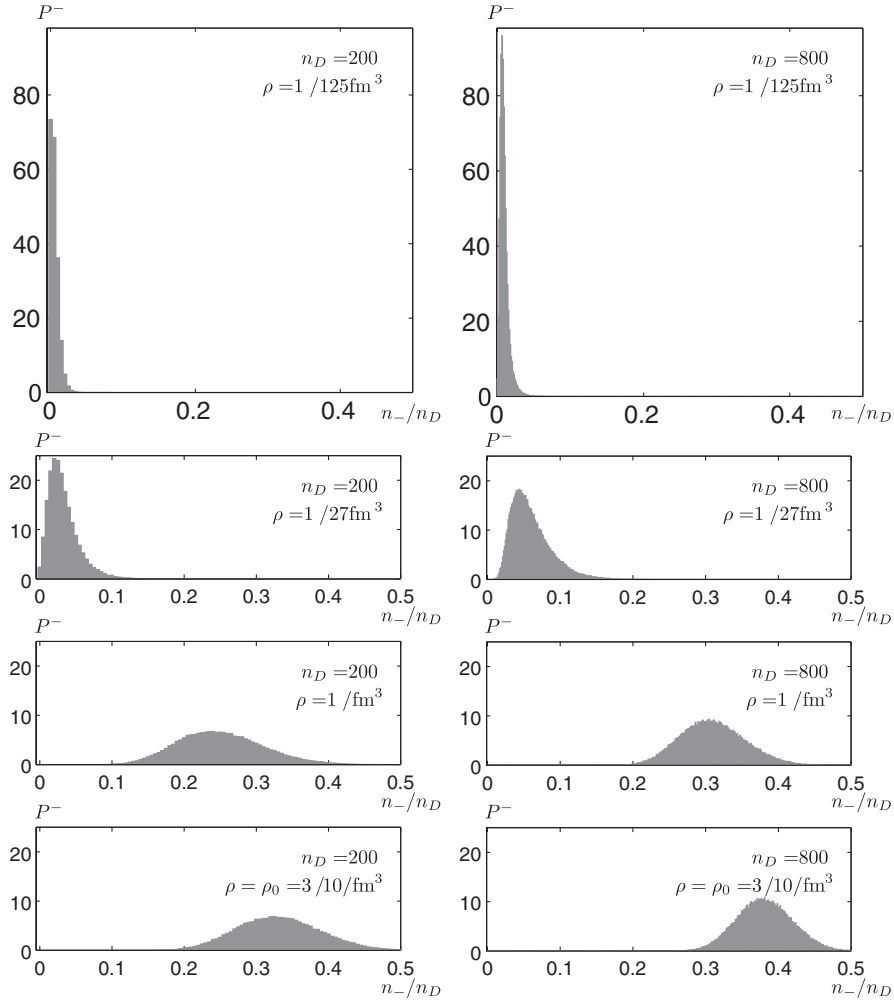 P⁻ P⁻
n_D =200 n_D =800
ρ =1 /125fm³ ρ =1 /125fm³
80 80
60 60
40 40
20 20
0 0
0 0.2 0.4 n₋/n_D 0 0.2 0.4 n₋/n_D
P⁻ P⁻
20 n_D =200 20 n_D =800
ρ =1 /27fm³ ρ =1 /27fm³
10 10
0 0
0 0.1 0.2 0.3 0.4 0.5 0 0.1 0.2 0.3 0.4 0.5
n₋/n_D n₋/n_D
P⁻ P⁻
20 n_D =200 20 n_D =800
ρ =1 /fm³ ρ =1 /fm³
10 10
0 0
0 0.1 0.2 0.3 0.4 0.5 0 0.1 0.2 0.3 0.4 0.5
n₋/n_D n₋/n_D
P⁻ P⁻
20 n_D =200 20 n_D =800
ρ = ρ₀ =3 /10/fm³ ρ = ρ₀ =3 /10/fm³
10 10
0 0
0 0.1 0.2 0.3 0.4 0.5 0 0.1 0.2 0.3 0.4 0.5
n₋/n_D n₋/n_D